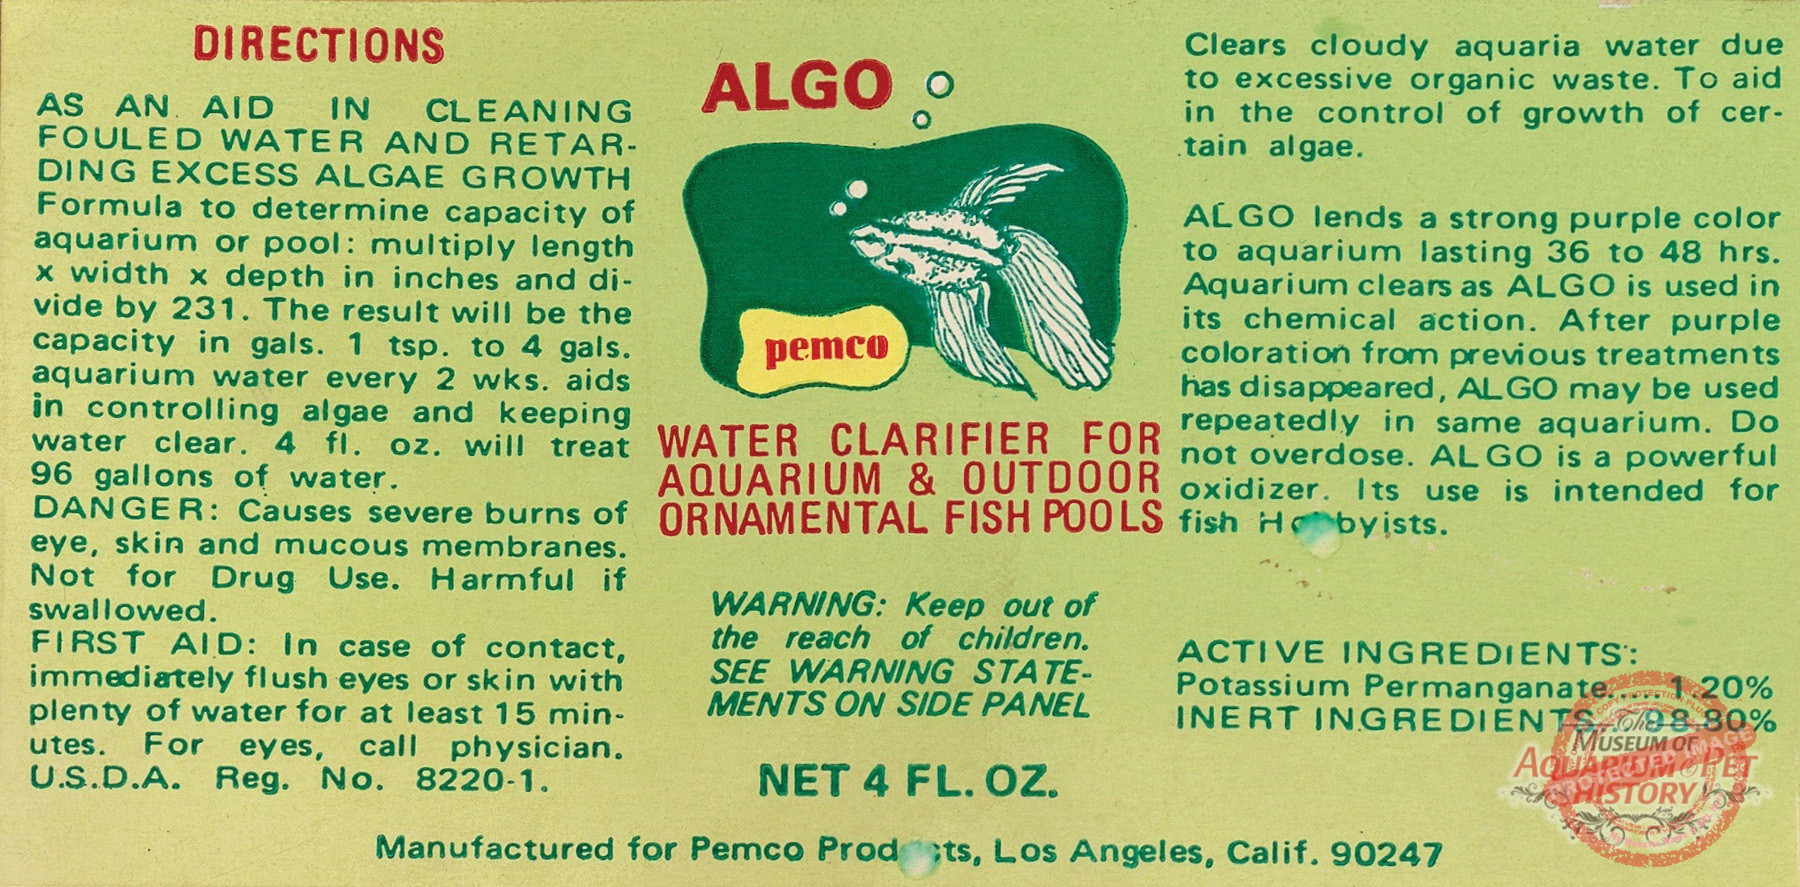 DIRECTIONS
AS AN AID IN CLEANING
FOULED WATER AND RETAR-
DING EXCESS ALGAE GROWTH
Formula to determine capacity of
aquarium or pool: multiply length
x width x depth in inches and di-
vide by 231. The result will be the
capacity in gals. 1 tsp. to 4 gals.
aquarium water every 2 wks. aids
in controlling algae and keeping
water clear. 4 fl. oz. will treat
96 gallons of water.
DANGER: Causes severe burns of
eye, skin and mucous membranes.
Not for Drug Use. Harmful if
swallowed.
FIRST AID: In case of contact,
immediately flush eyes or skin with
plenty of water for at least 15 min-
utes. For eyes, call physician.
U.S.D.A. Reg. No. 8220-1.
ALGO
pemco
WATER CLARIFIER FOR
AQUARIUM & OUTDOOR
ORNAMENTAL FISH POOLS
WARNING: Keep out of
the reach of children.
SEE WARNING STATE-
MENTS ON SIDE PANEL
NET 4 FL. OZ.
Clears cloudy aquaria water due
to excessive organic waste. To aid
in the control of growth of cer-
tain algae.
ALGO lends a strong purple color
to aquarium lasting 36 to 48 hrs.
Aquarium clears as ALGO is used in
its chemical action. After purple
coloration from previous treatments
has disappeared, ALGO may be used
repeatedly in same aquarium. Do
not overdose. ALGO is a powerful
oxidizer. Its use is intended for
fish
ACTIVE INGREDIENTS:
Potassium Permanganate... 1.20%
INERT INGREDIENTS... 98.80%
Manufactured for Pemco Products, Los Angeles, Calif. 90247
The
MUSEUM OF
AQUARIUM & PET
HISTORY